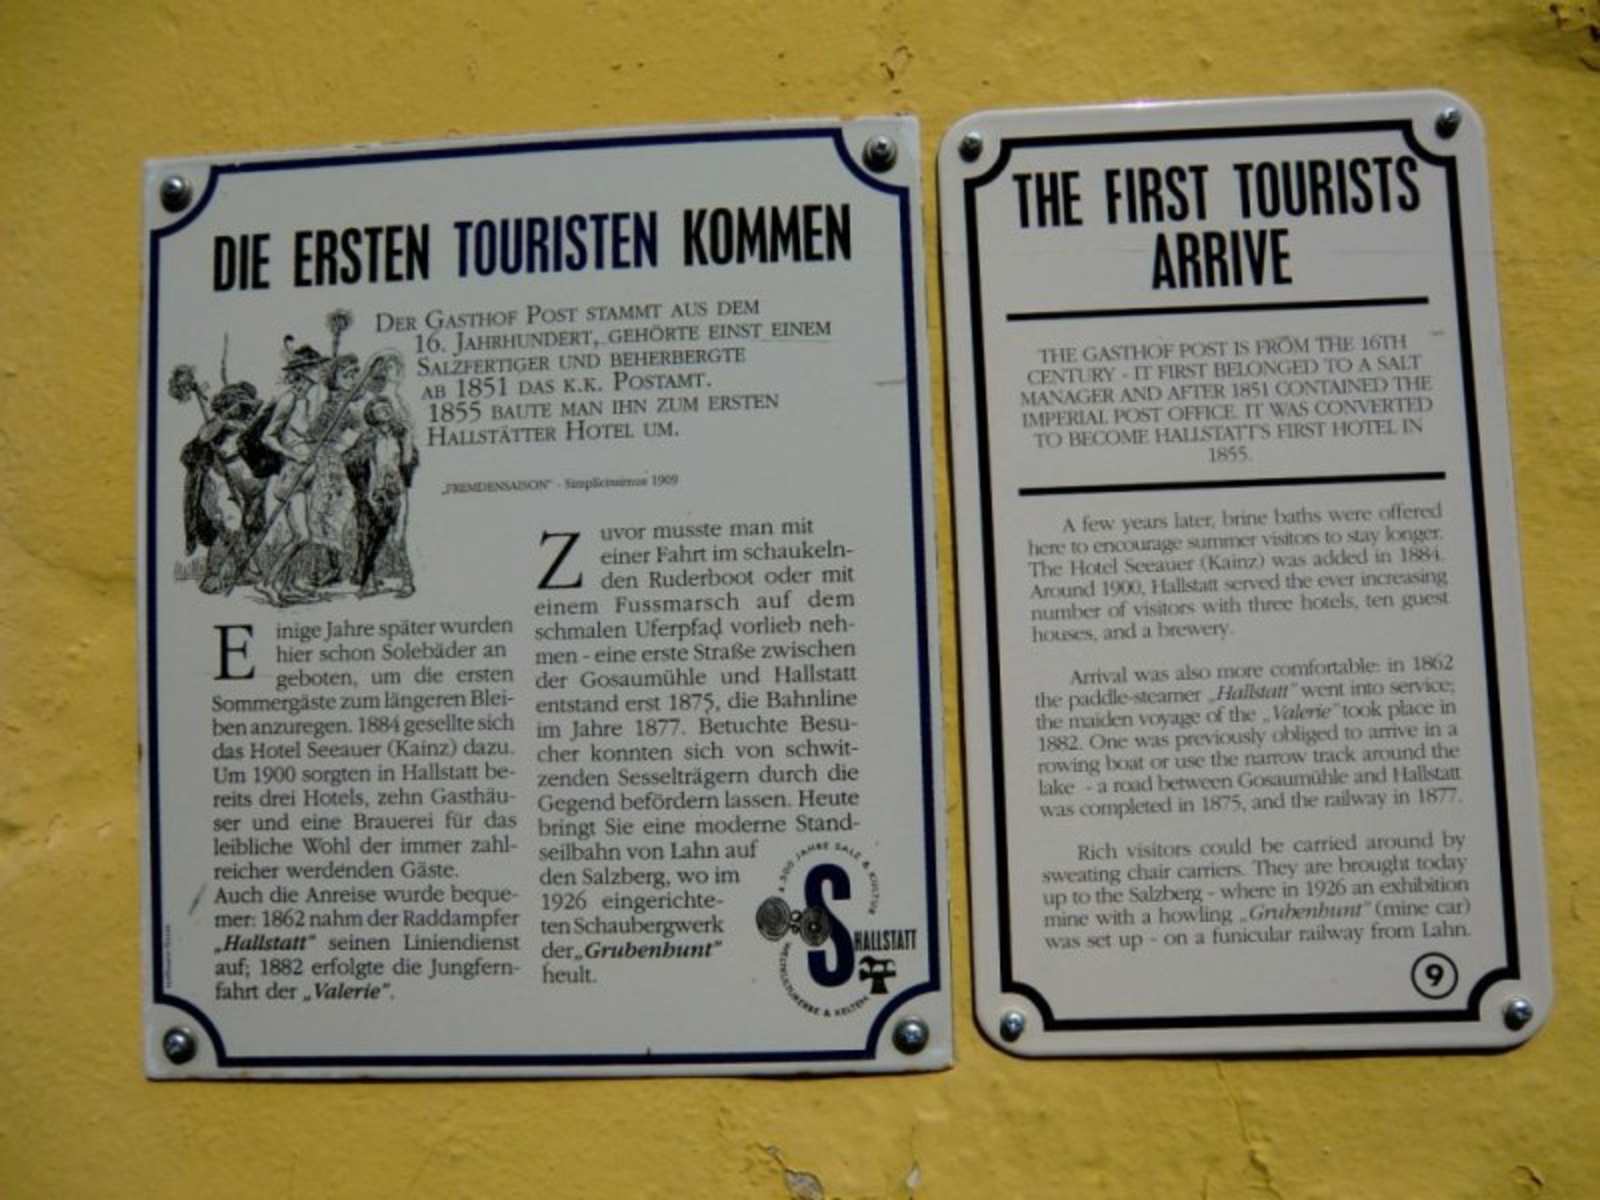 DIE ERSTEN TOURISTEN KOMMEN
DER GASTHOF POST STAMMT AUS DEM
16. JAHRHUNDERT, GEHÖRTE EINST EINEM
SALZFERTIGER UND BEHERBERGTE
AB 1851 DAS K.K. POSTAMT.
1855 BAUTE MAN IHN ZUM ERSTEN
HALLSTÄTTER HOTEL UM.
„FREMDENSAISON" - Simplicissimus 1909
Einige Jahre später wurden
hier schon Solebäder an
geboten, um die ersten
Sommergäste zum längeren Blei-
ben anzuregen. 1884 gesellte sich
das Hotel Seeauer (Kainz) dazu.
Um 1900 sorgten in Hallstatt be-
reits drei Hotels, zehn Gasthäu-
ser und eine Brauerei für das
leibliche Wohl der immer zahl-
reicher werdenden Gäste.
Auch die Anreise wurde beque-
mer: 1862 nahm der Raddampfer
„Hallstatt" seinen Liniendienst
auf; 1882 erfolgte die Jungfern-
fahrt der „Valerie".
Zuvor musste man mit
einer Fahrt im schaukeln-
den Ruderboot oder mit
einem Fussmarsch auf dem
schmalen Uferpfad vorlieb neh-
men - eine erste Straße zwischen
der Gosaumühle und Hallstatt
entstand erst 1875, die Bahnline
im Jahre 1877. Betuchte Besu-
cher konnten sich von schwit-
zenden Sesselträgern durch die
Gegend befördern lassen. Heute
bringt Sie eine moderne Stand-
seilbahn von Lahn auf
den Salzberg, wo im
1926 eingerichte-
ten Schaubergwerk
der „Grubenhunt"
heult.
4.500 JAHRE SALZ & KULTUR
S
HALLSTATT
WELTKULTURERBE & KELTEN
THE FIRST TOURISTS
ARRIVE
THE GASTHOF POST IS FROM THE 16TH
CENTURY - IT FIRST BELONGED TO A SALT
MANAGER AND AFTER 1851 CONTAINED THE
IMPERIAL POST OFFICE. IT WAS CONVERTED
TO BECOME HALLSTATT'S FIRST HOTEL IN
1855.
A few years later, brine baths were offered
here to encourage summer visitors to stay longer.
The Hotel Seeauer (Kainz) was added in 1884.
Around 1900, Hallstatt served the ever increasing
number of visitors with three hotels, ten guest
houses, and a brewery.
Arrival was also more comfortable: in 1862
the paddle-steamer „Hallstatt" went into service;
the maiden voyage of the „Valerie" took place in
1882. One was previously obliged to arrive in a
rowing boat or use the narrow track around the
lake - a road between Gosaumühle and Hallstatt
was completed in 1875, and the railway in 1877.
Rich visitors could be carried around by
sweating chair carriers. They are brought today
up to the Salzberg - where in 1926 an exhibition
mine with a howling „Grubenhunt" (mine car)
was set up - on a funicular railway from Lahn.
9